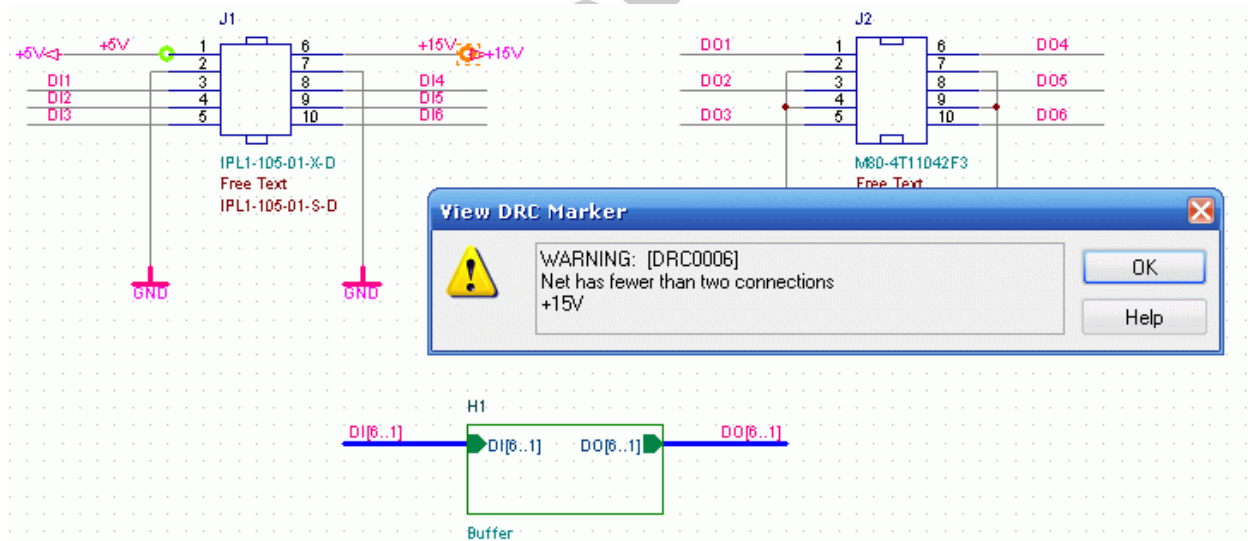 J1
J2
+5V +5V 1 6 +15V +15V
2 7
DI1 3 8 DI4
DI2 4 9 DI5
DI3 5 10 DI6
DO1 1 6 DO4
2 7
DO2 3 8 DO5
4 9
DO3 5 10 DO6
IPL1-105-01-X-D
Free Text
IPL1-105-01-S-D
M80-4T11042F3
Free Text
GND
GND
View DRC Marker
WARNING: [DRC0006]
Net has fewer than two connections
+15V
OK
Help
H1
DI[6..1] DI[6..1] DO[6..1] DO[6..1]
Buffer